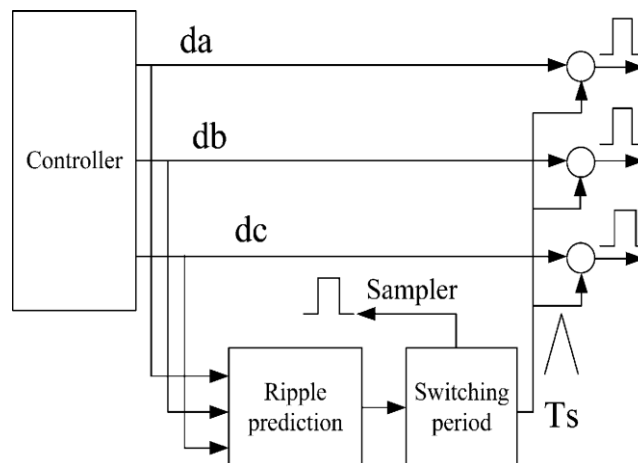 da
Controller
db
dc
Sampler
Ripple
prediction
Switching
period
Ts